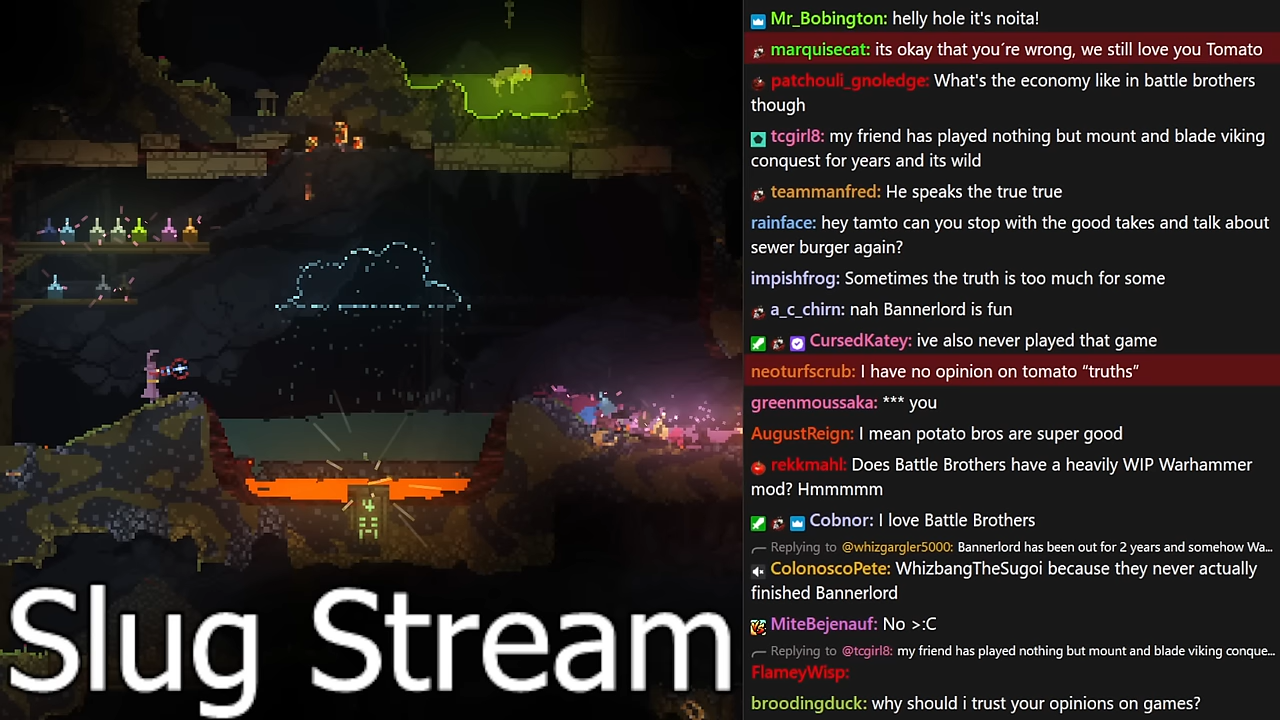 Mr_Bobington: helly hole it's noita!
marquisecat: its okay that you´re wrong, we still love you Tomato
patchouli_gnoledge: What's the economy like in battle brothers
though
tcgirl8: my friend has played nothing but mount and blade viking
conquest for years and its wild
teammanfred: He speaks the true true
rainface: hey tamto can you stop with the good takes and talk about
sewer burger again?
impishfrog: Sometimes the truth is too much for some
a_c_chirn: nah Bannerlord is fun
CursedKatey: ive also never played that game
neoturfscrub: I have no opinion on tomato “truths”
greenmoussaka: *** you
AugustReign: I mean potato bros are super good
rekkmahl: Does Battle Brothers have a heavily WIP Warhammer
mod? Hmmmmm
Cobnor: I love Battle Brothers
Replying to @whizgargler5000: Bannerlord has been out for 2 years and somehow Wa...
ColonoscoPete: WhizbangTheSugoi because they never actually
finished Bannerlord
MiteBejenauf: No >:C
Replying to @tcgirl8: my friend has played nothing but mount and blade viking conque...
FlameyWisp:
broodingduck: why should i trust your opinions on games?
Slug Stream